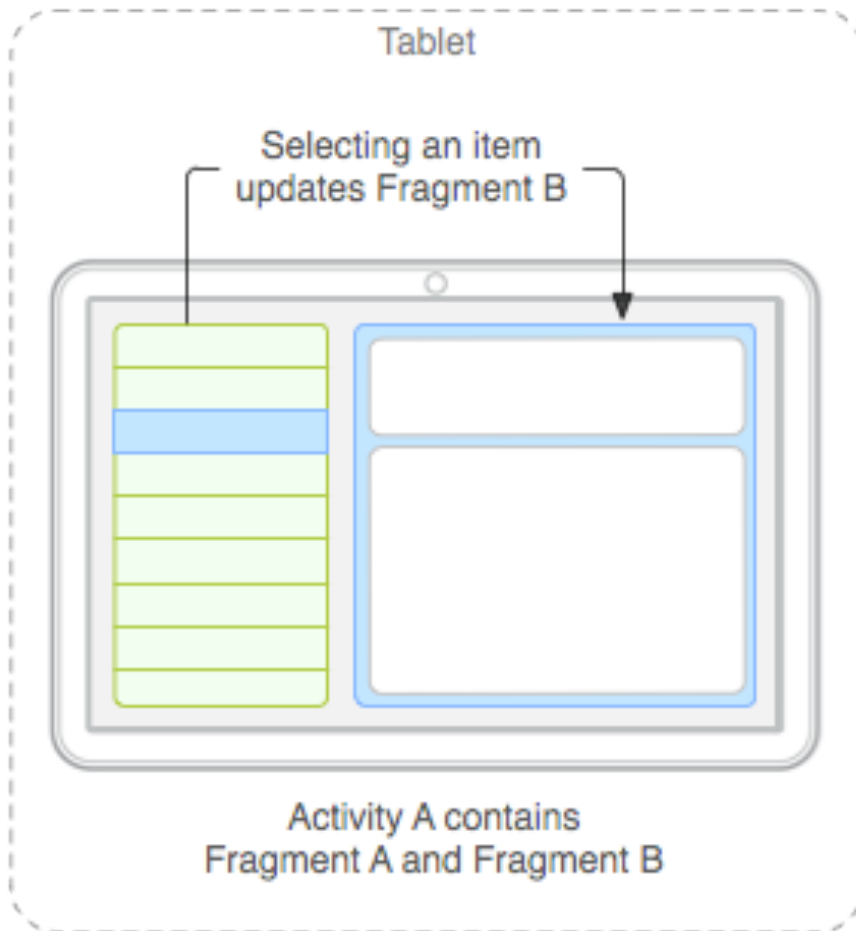 Tablet
Selecting an item
updates Fragment B
Activity A contains
Fragment A and Fragment B